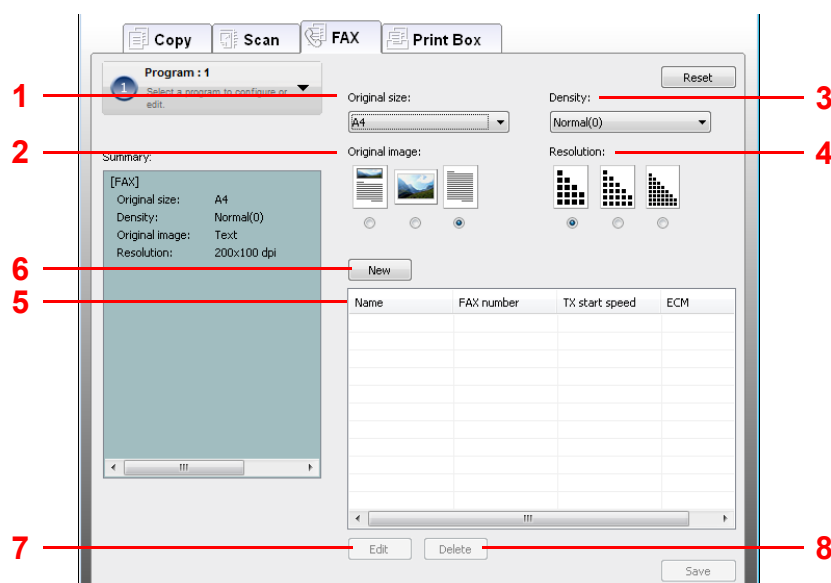 Copy Scan FAX Print Box
1 Program : 1
Select a program to configure or
edit.
Reset
1 Original size: Density: 3
A4 Normal(0)
2 Original image: Resolution: 4
Summary:
[FAX]
Original size: A4
Density: Normal(0)
Original image: Text
Resolution: 200x100 dpi
6 New
5 Name FAX number TX start speed ECM
7 Edit Delete 8
Save